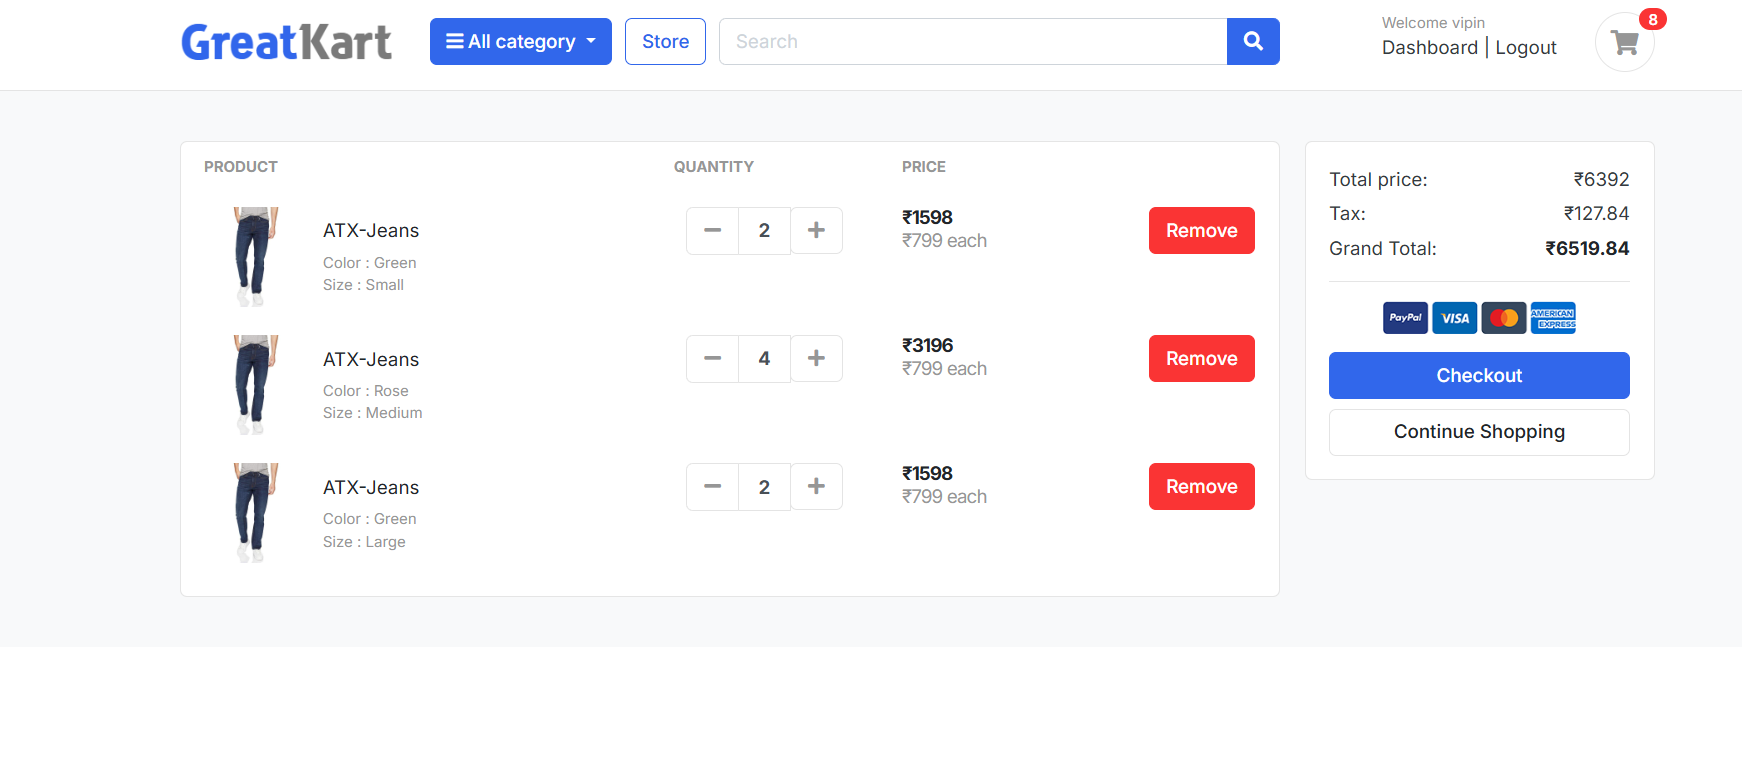 GreatKart
All category
Store
Search
Welcome vipin
Dashboard | Logout
8
PRODUCT QUANTITY PRICE
ATX-Jeans
Color : Green
Size : Small
2
₹1598
₹799 each
Remove
ATX-Jeans
Color : Rose
Size : Medium
4
₹3196
₹799 each
Remove
ATX-Jeans
Color : Green
Size : Large
2
₹1598
₹799 each
Remove
Total price: ₹6392
Tax: ₹127.84
Grand Total: ₹6519.84
PayPal
VISA
AMERICAN
EXPRESS
Checkout
Continue Shopping